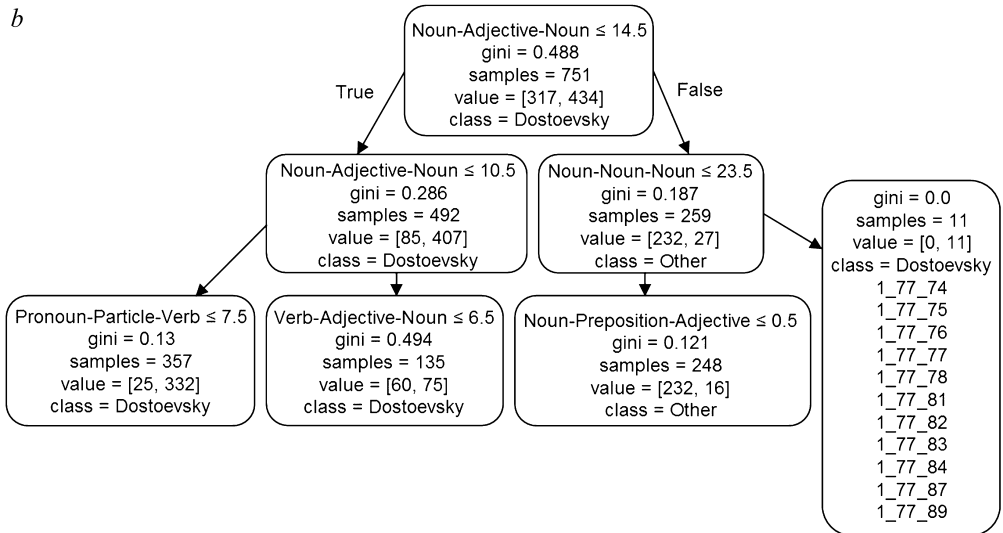 b
Noun-Adjective-Noun ≤ 14.5
gini = 0.488
samples = 751
value = [317, 434]
class = Dostoevsky
True
False
Noun-Adjective-Noun ≤ 10.5
gini = 0.286
samples = 492
value = [85, 407]
class = Dostoevsky
Noun-Noun-Noun ≤ 23.5
gini = 0.187
samples = 259
value = [232, 27]
class = Other
gini = 0.0
samples = 11
value = [0, 11]
class = Dostoevsky
1_77_74
1_77_75
1_77_76
1_77_77
1_77_78
1_77_81
1_77_82
1_77_83
1_77_84
1_77_87
1_77_89
Pronoun-Particle-Verb ≤ 7.5
gini = 0.13
samples = 357
value = [25, 332]
class = Dostoevsky
Verb-Adjective-Noun ≤ 6.5
gini = 0.494
samples = 135
value = [60, 75]
class = Dostoevsky
Noun-Preposition-Adjective ≤ 0.5
gini = 0.121
samples = 248
value = [232, 16]
class = Other